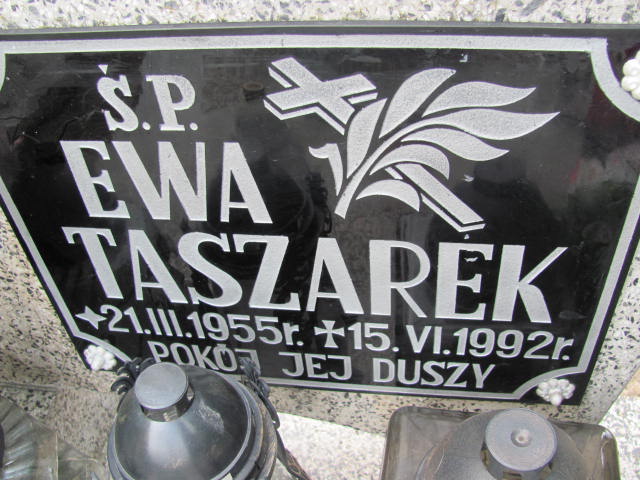 Ś.P.
EWA
TASZAREK
21.III.1955r. 15.VI.1992r.
POKÓJ JEJ DUSZY